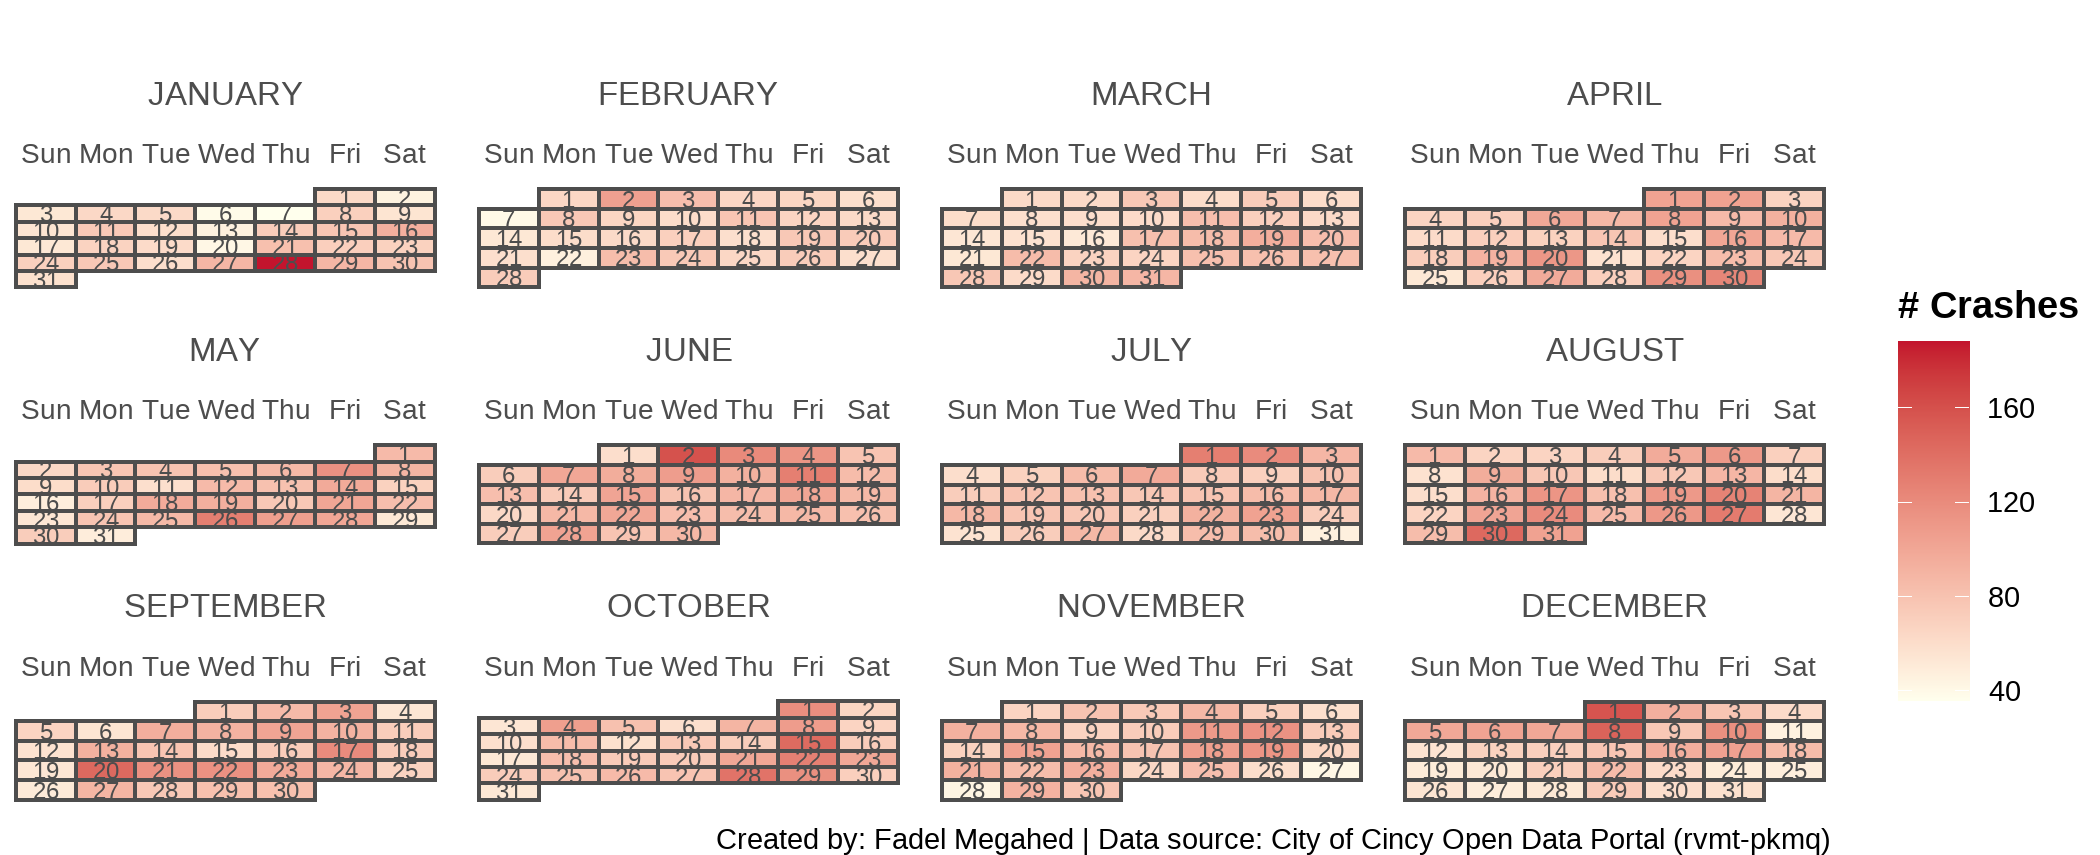 JANUARY FEBRUARY MARCH APRIL
Sun Mon Tue Wed Thu Fri Sat Sun Mon Tue Wed Thu Fri Sat Sun Mon Tue Wed Thu Fri Sat Sun Mon Tue Wed Thu Fri Sat
1 2 1 2 3 4 5 6 1 2 3 4 5 6 1 2 3
3 4 5 6 7 8 9 7 8 9 10 11 12 13 7 8 9 10 11 12 13 4 5 6 7 8 9 10
10 11 12 13 14 15 16 14 15 16 17 18 19 20 14 15 16 17 18 19 20 11 12 13 14 15 16 17
17 18 19 20 21 22 23 21 22 23 24 25 26 27 21 22 23 24 25 26 27 18 19 20 21 22 23 24
24 25 26 27 28 29 30 28 28 29 30 31 25 26 27 28 29 30
31
# Crashes
160
120
80
40
MAY JUNE JULY AUGUST
Sun Mon Tue Wed Thu Fri Sat Sun Mon Tue Wed Thu Fri Sat Sun Mon Tue Wed Thu Fri Sat Sun Mon Tue Wed Thu Fri Sat
1 1 2 3 4 5 1 2 3 1 2 3 4 5 6 7
2 3 4 5 6 7 8 6 7 8 9 10 11 12 4 5 6 7 8 9 10 8 9 10 11 12 13 14
9 10 11 12 13 14 15 13 14 15 16 17 18 19 11 12 13 14 15 16 17 15 16 17 18 19 20 21
16 17 18 19 20 21 22 20 21 22 23 24 25 26 18 19 20 21 22 23 24 22 23 24 25 26 27 28
23 24 25 26 27 28 29 27 28 29 30 25 26 27 28 29 30 31 29 30 31
30 31
SEPTEMBER OCTOBER NOVEMBER DECEMBER
Sun Mon Tue Wed Thu Fri Sat Sun Mon Tue Wed Thu Fri Sat Sun Mon Tue Wed Thu Fri Sat Sun Mon Tue Wed Thu Fri Sat
1 2 3 4 1 2 1 2 3 4 5 6 1 2 3 4
5 6 7 8 9 10 11 3 4 5 6 7 8 9 7 8 9 10 11 12 13 5 6 7 8 9 10 11
12 13 14 15 16 17 18 10 11 12 13 14 15 16 14 15 16 17 18 19 20 12 13 14 15 16 17 18
19 20 21 22 23 24 25 17 18 19 20 21 22 23 21 22 23 24 25 26 27 19 20 21 22 23 24 25
26 27 28 29 30 24 25 26 27 28 29 30 28 29 30 26 27 28 29 30 31
31
Created by: Fadel Megahed | Data source: City of Cincy Open Data Portal (rvmt-pkmq)